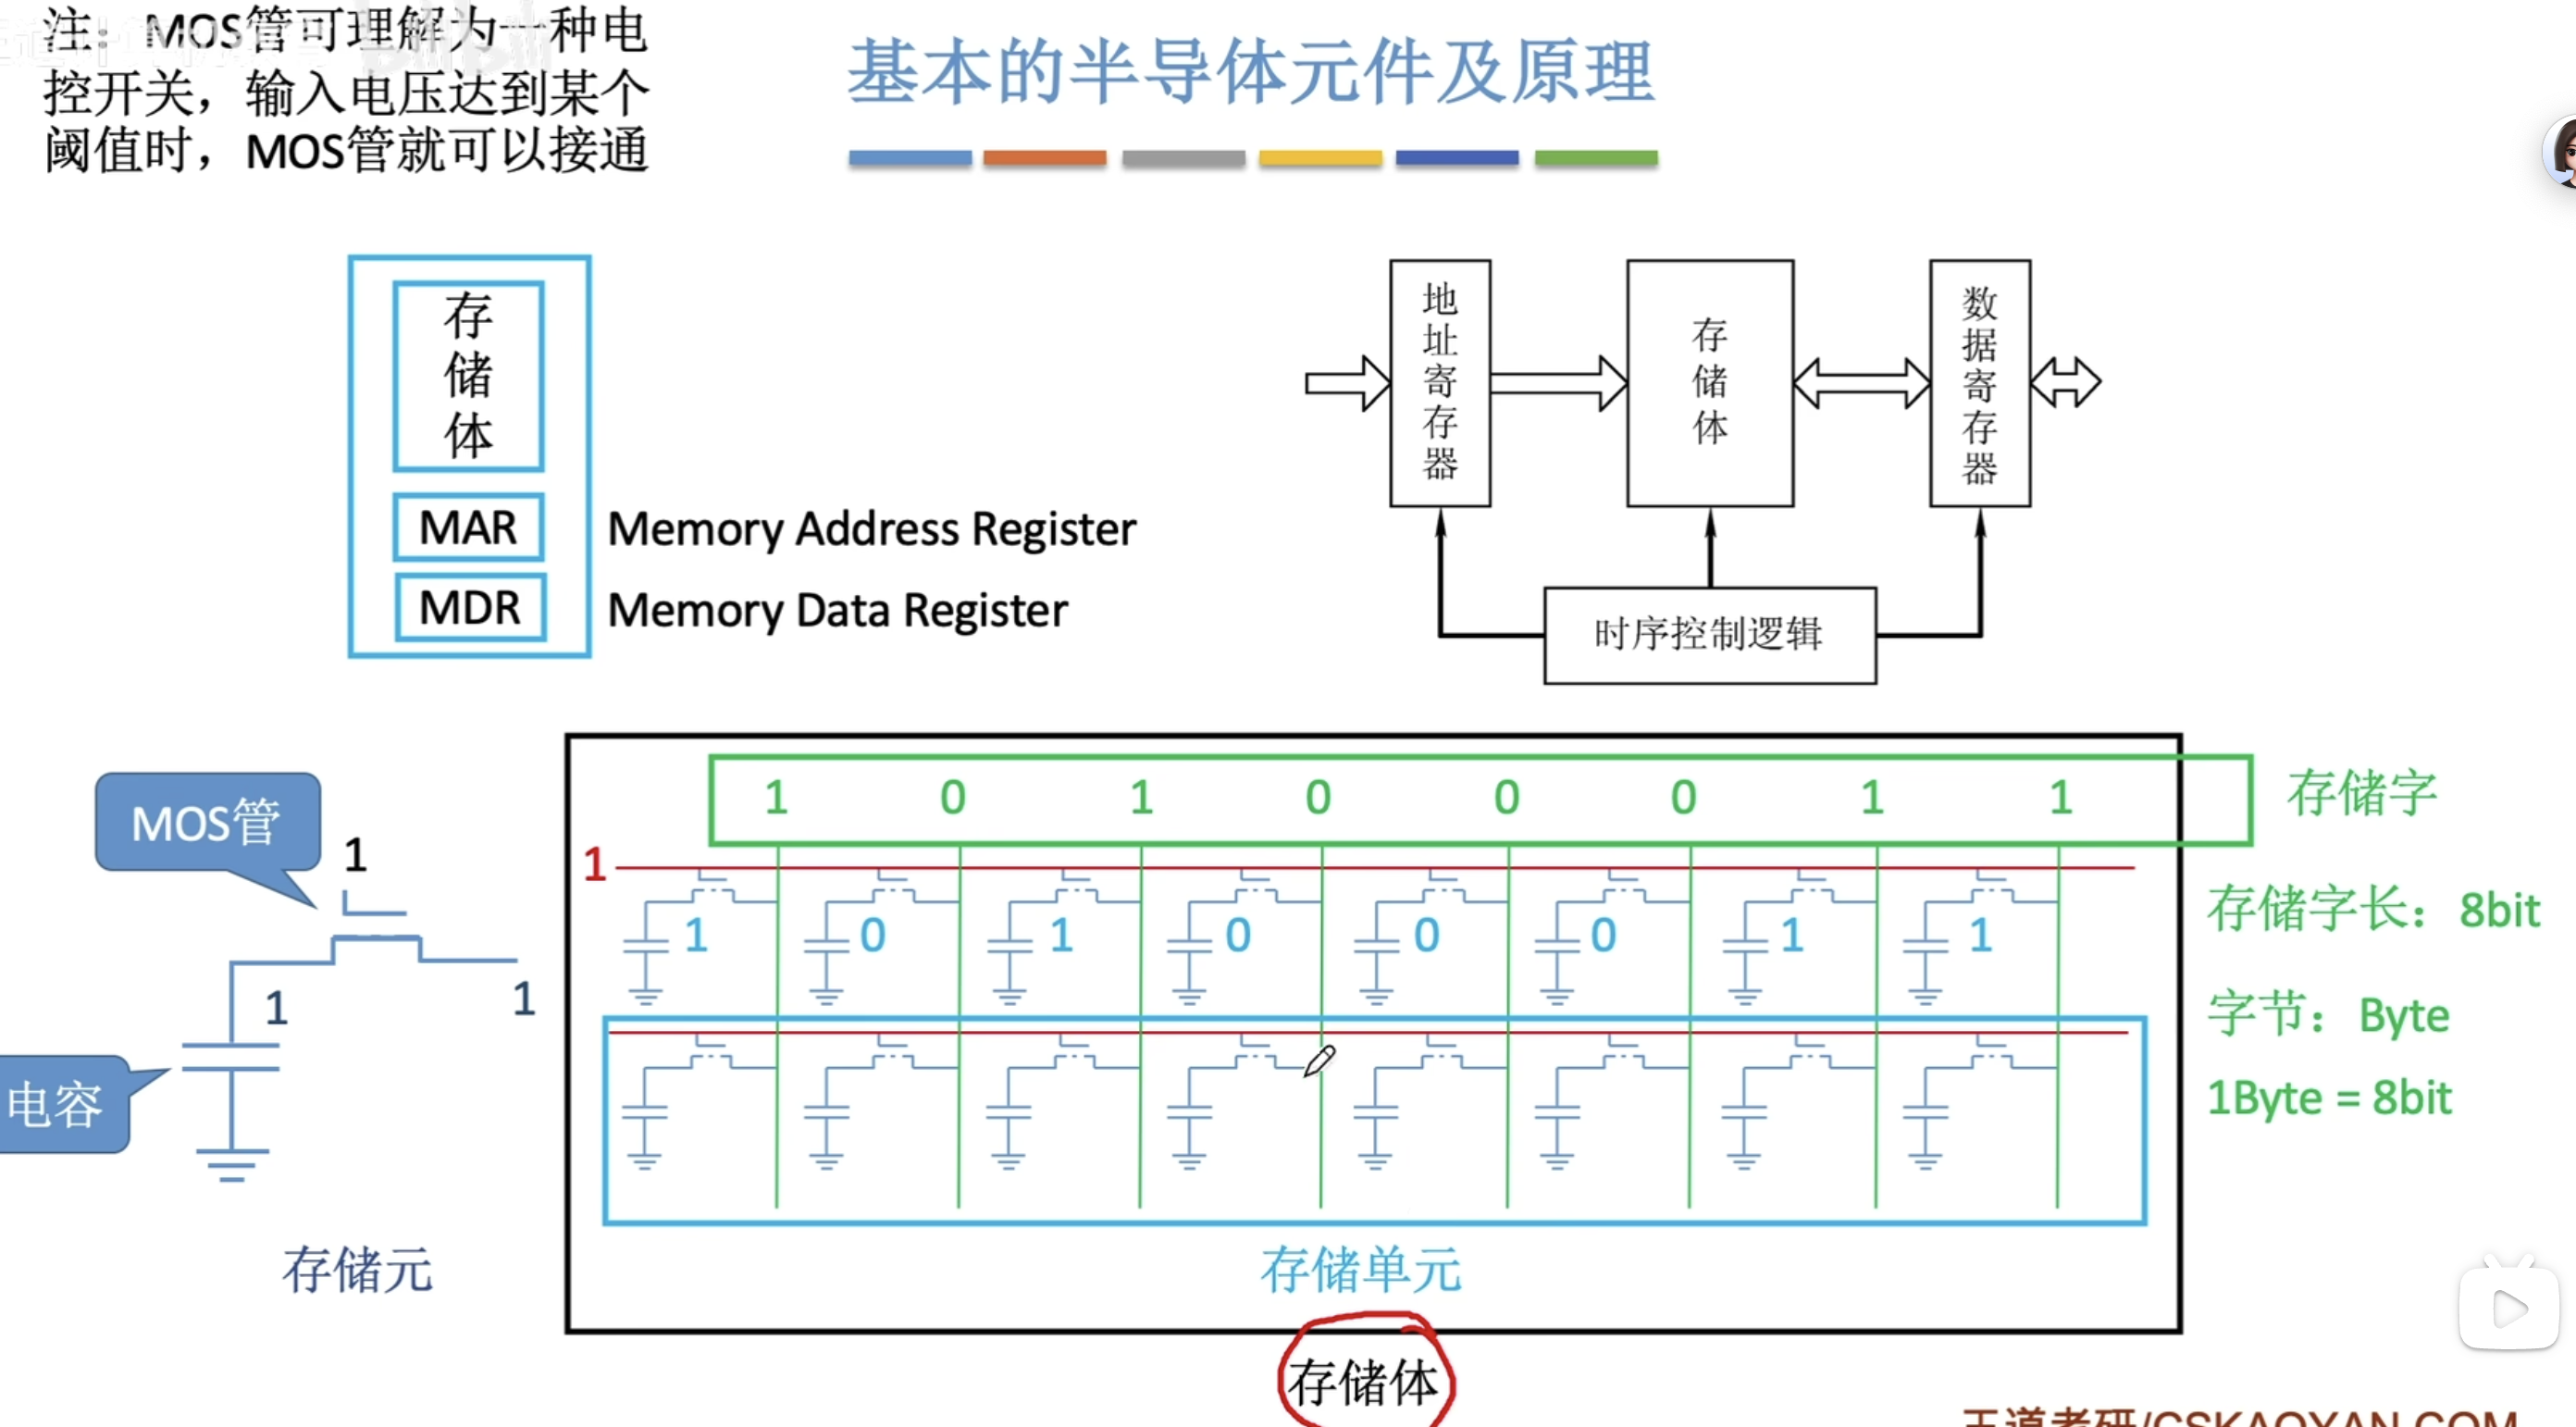 注：MOS管可理解为一种电
控开关，输入电压达到某个
阈值时，MOS管就可以接通
基本的半导体元件及原理
存
储
体
MAR
Memory Address Register
MDR
Memory Data Register
地
址
寄
存
器
存
储
体
数
据
寄
存
器
时序控制逻辑
MOS管
1
1
1
电容
存储元
1 0 1 0 0 0 1 1
存储字
1
1 0 1 0 0 0 1 1
存储字长：8bit
字节：Byte
1Byte = 8bit
存储单元
存储体
王道考研/CSKAOYAN.COM